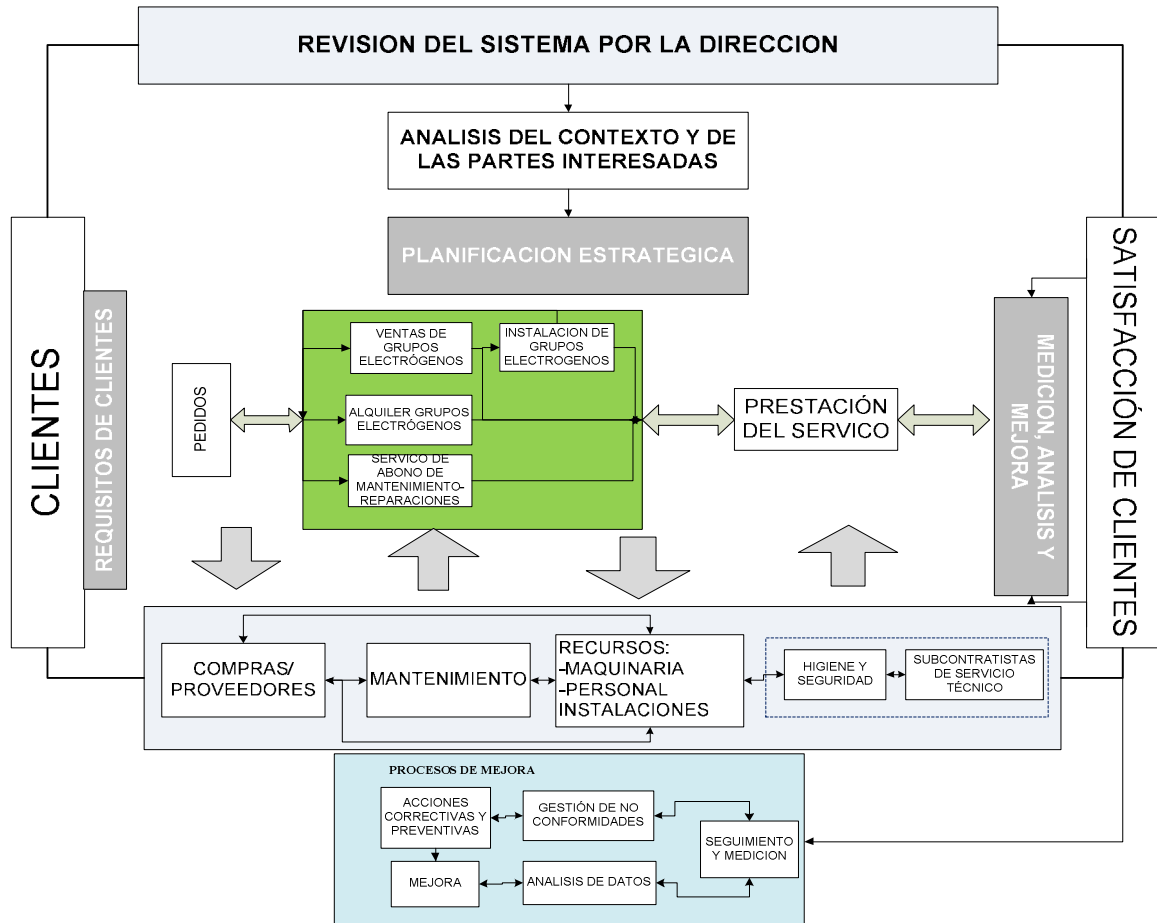 REVISION DEL SISTEMA POR LA DIRECCION
ANALISIS DEL CONTEXTO Y DE
LAS PARTES INTERESADAS
PLANIFICACION ESTRATEGICA
CLIENTES
REQUISITOS DE CLIENTES
PEDIDOS
VENTAS DE
GRUPOS
ELECTRÓGENOS
INSTALACION DE
GRUPOS
ELECTROGENOS
ALQUILER GRUPOS
ELECTRÓGENOS
SERVICO DE
ABONO DE
MANTENIMIENTO-
REPARACIONES
PRESTACIÓN
DEL SERVICO
MEDICION, ANALISIS Y
MEJORA
SATISFACCIÓN DE CLIENTES
COMPRAS/
PROVEEDORES
MANTENIMIENTO
RECURSOS:
-MAQUINARIA
-PERSONAL
INSTALACIONES
HIGIENE Y
SEGURIDAD
SUBCONTRATISTAS
DE SERVICIO
TÉCNICO
PROCESOS DE MEJORA
ACCIONES
CORRECTIVAS Y
PREVENTIVAS
GESTIÓN DE NO
CONFORMIDADES
SEGUIMIENTO
Y MEDICION
MEJORA
ANALISIS DE DATOS